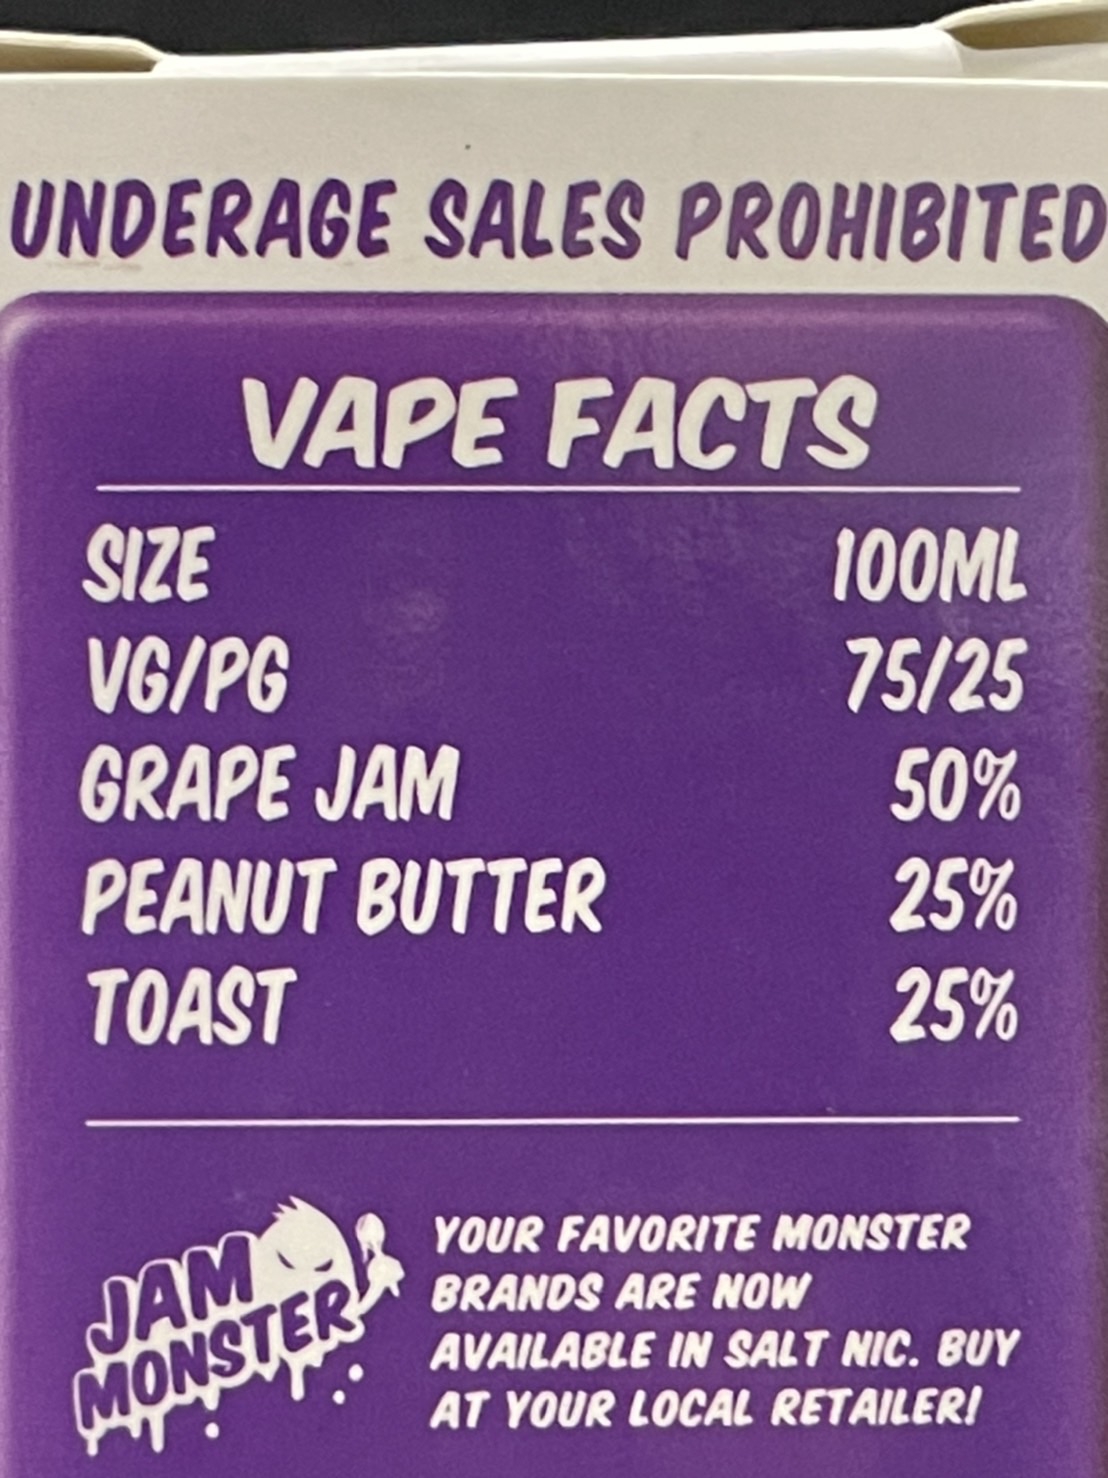 UNDERAGE SALES PROHIBITED
VAPE FACTS
SIZE 100ML
VG/PG 75/25
GRAPE JAM 50%
PEANUT BUTTER 25%
TOAST 25%
JAM
MONSTER
YOUR FAVORITE MONSTER
BRANDS ARE NOW
AVAILABLE IN SALT NIC. BUY
AT YOUR LOCAL RETAILER!